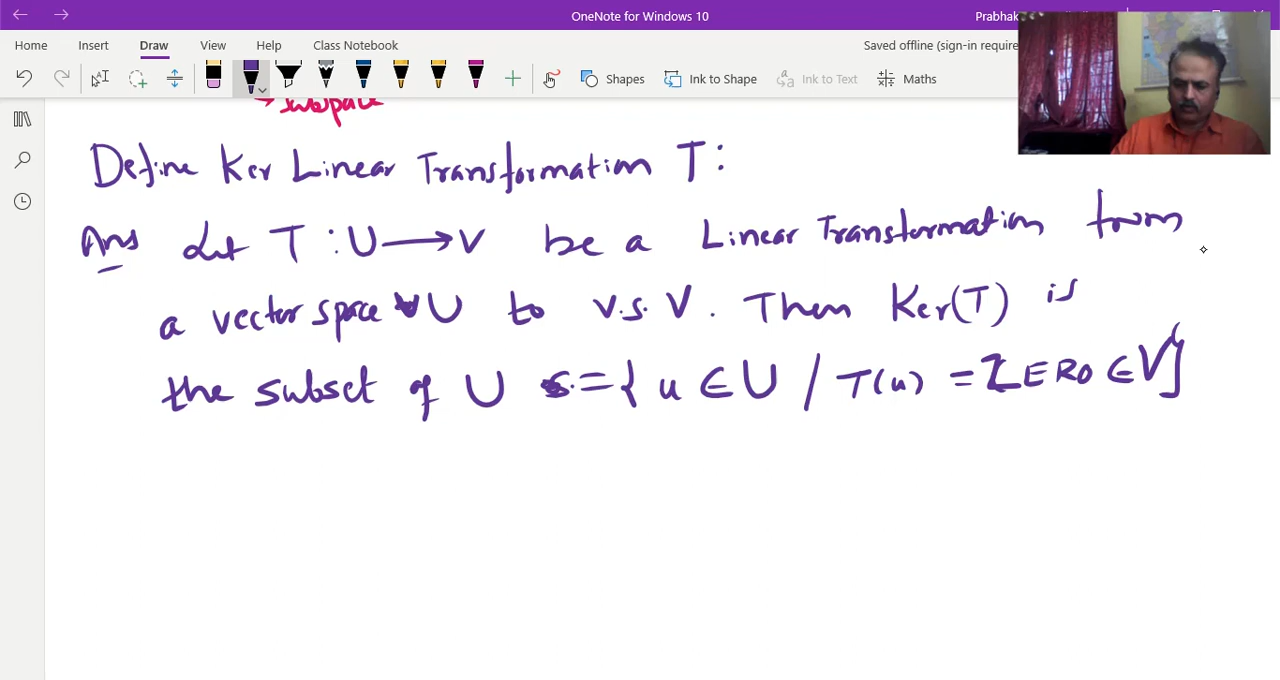 OneNote for Windows 10
Prabhak
Home Insert Draw View Help Class Notebook
Saved offline (sign-in require
Shapes Ink to Shape Ink to Text Maths
→ subspace
Define Ker Linear Transformation T:
Ans Let T : U → V be a Linear Transformation from
a vector space U to v.s. V. Then Ker(T) is
the subset of U = { u ∈ U / T(u) = ZERO ∈ V }